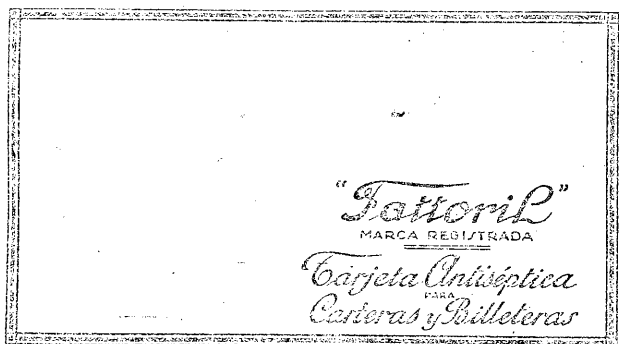 "FattoriL"
MARCA REGISTRADA
Tarjeta Antiséptica
PARA
Carteras y Billeteras